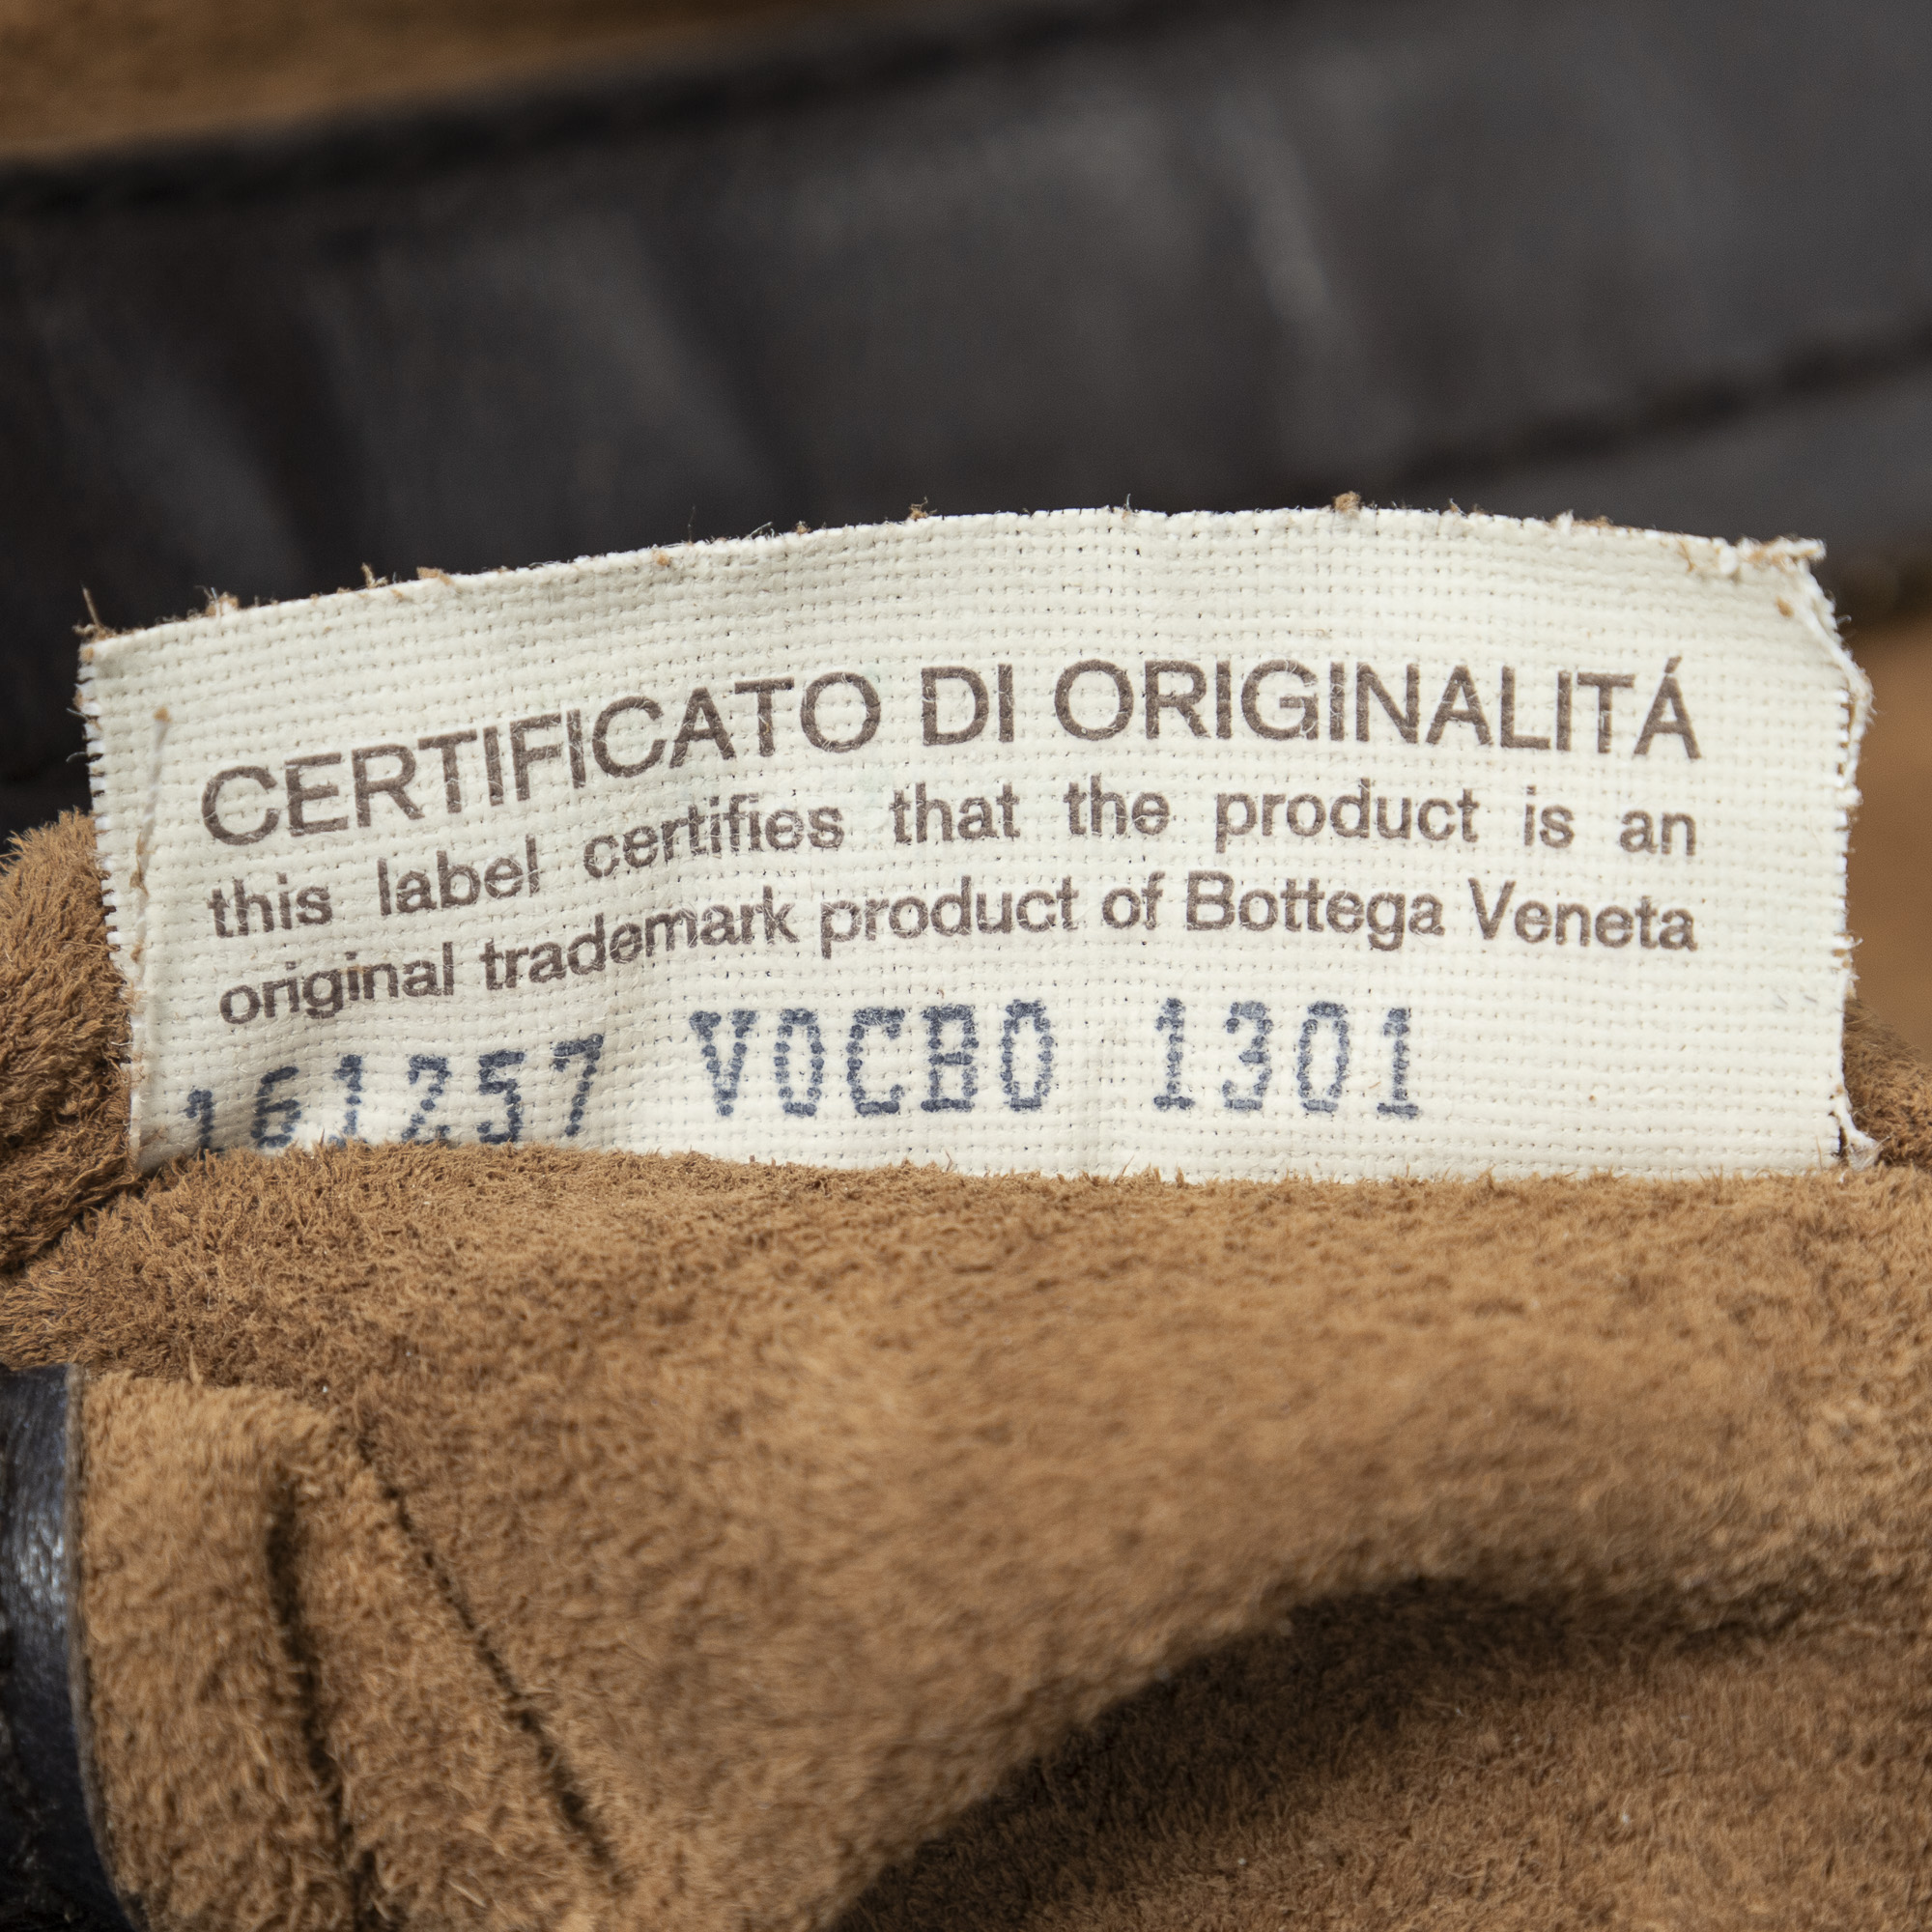 CERTIFICATO DI ORIGINALITÁ
this label certifies that the product is an
original trademark product of Bottega Veneta
161257 V0CB0 1301